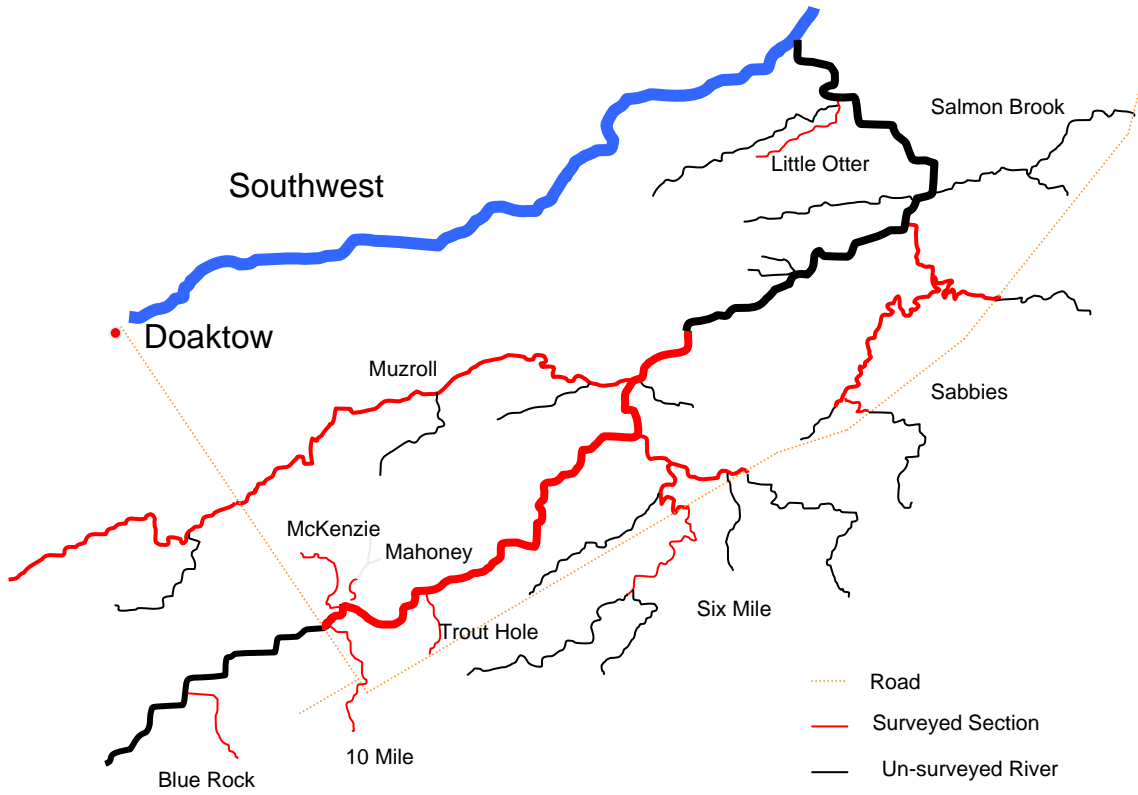 Salmon Brook
Little Otter
Southwest
Doaktow
Muzroll
Sabbies
McKenzie
Mahoney
Six Mile
Trout Hole
Road
Surveyed Section
10 Mile
Un-surveyed River
Blue Rock